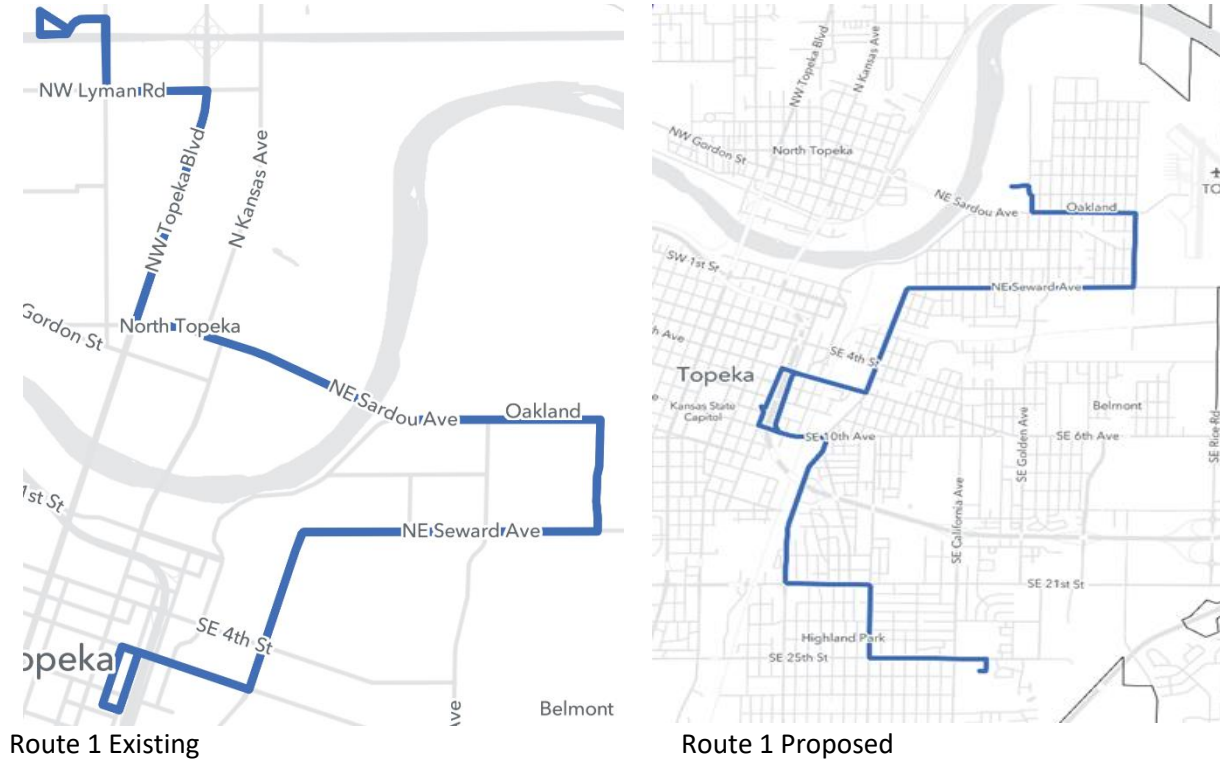 NW Lyman Rd
NW Topeka Blvd
N Kansas Ave
Gordon St
North Topeka
NE Sardou Ave
Oakland
1st St
NE Seward Ave
SE 4th St
opeka
ve
Belmont
Route 1 Existing
NW Topeka Blvd
N Kansas Ave
NW Gordon St
North Topeka
TO
NE Sardou Ave
Oakland
SW 1st St
NE Seward Ave
h Ave
SE 4th St
Topeka
e
Kansas State
Capitol
Belmont
SE 10th Ave
SE 6th Ave
SE Golden Ave
SE Rice Rd
SE California Ave
SE 21st St
Highland Park
SE 25th St
Route 1 Proposed